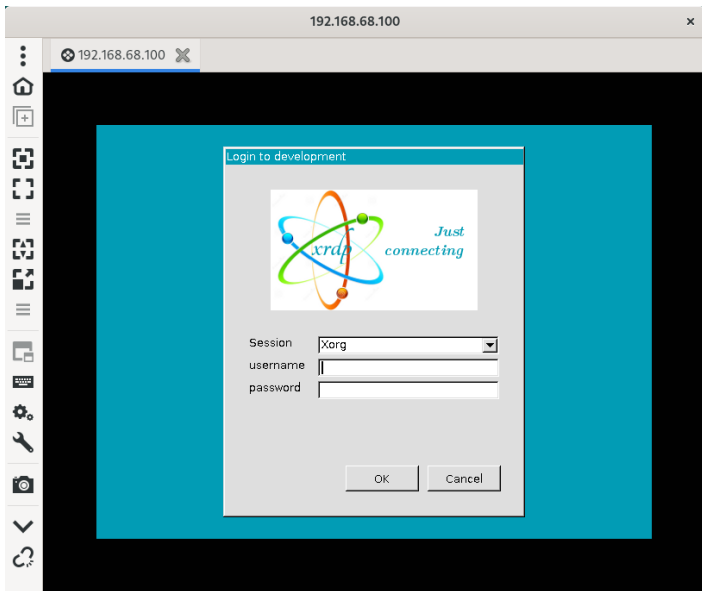 192.168.68.100
192.168.68.100
Login to development
xrdp
Just
connecting
Session
Xorg
username
password
OK
Cancel